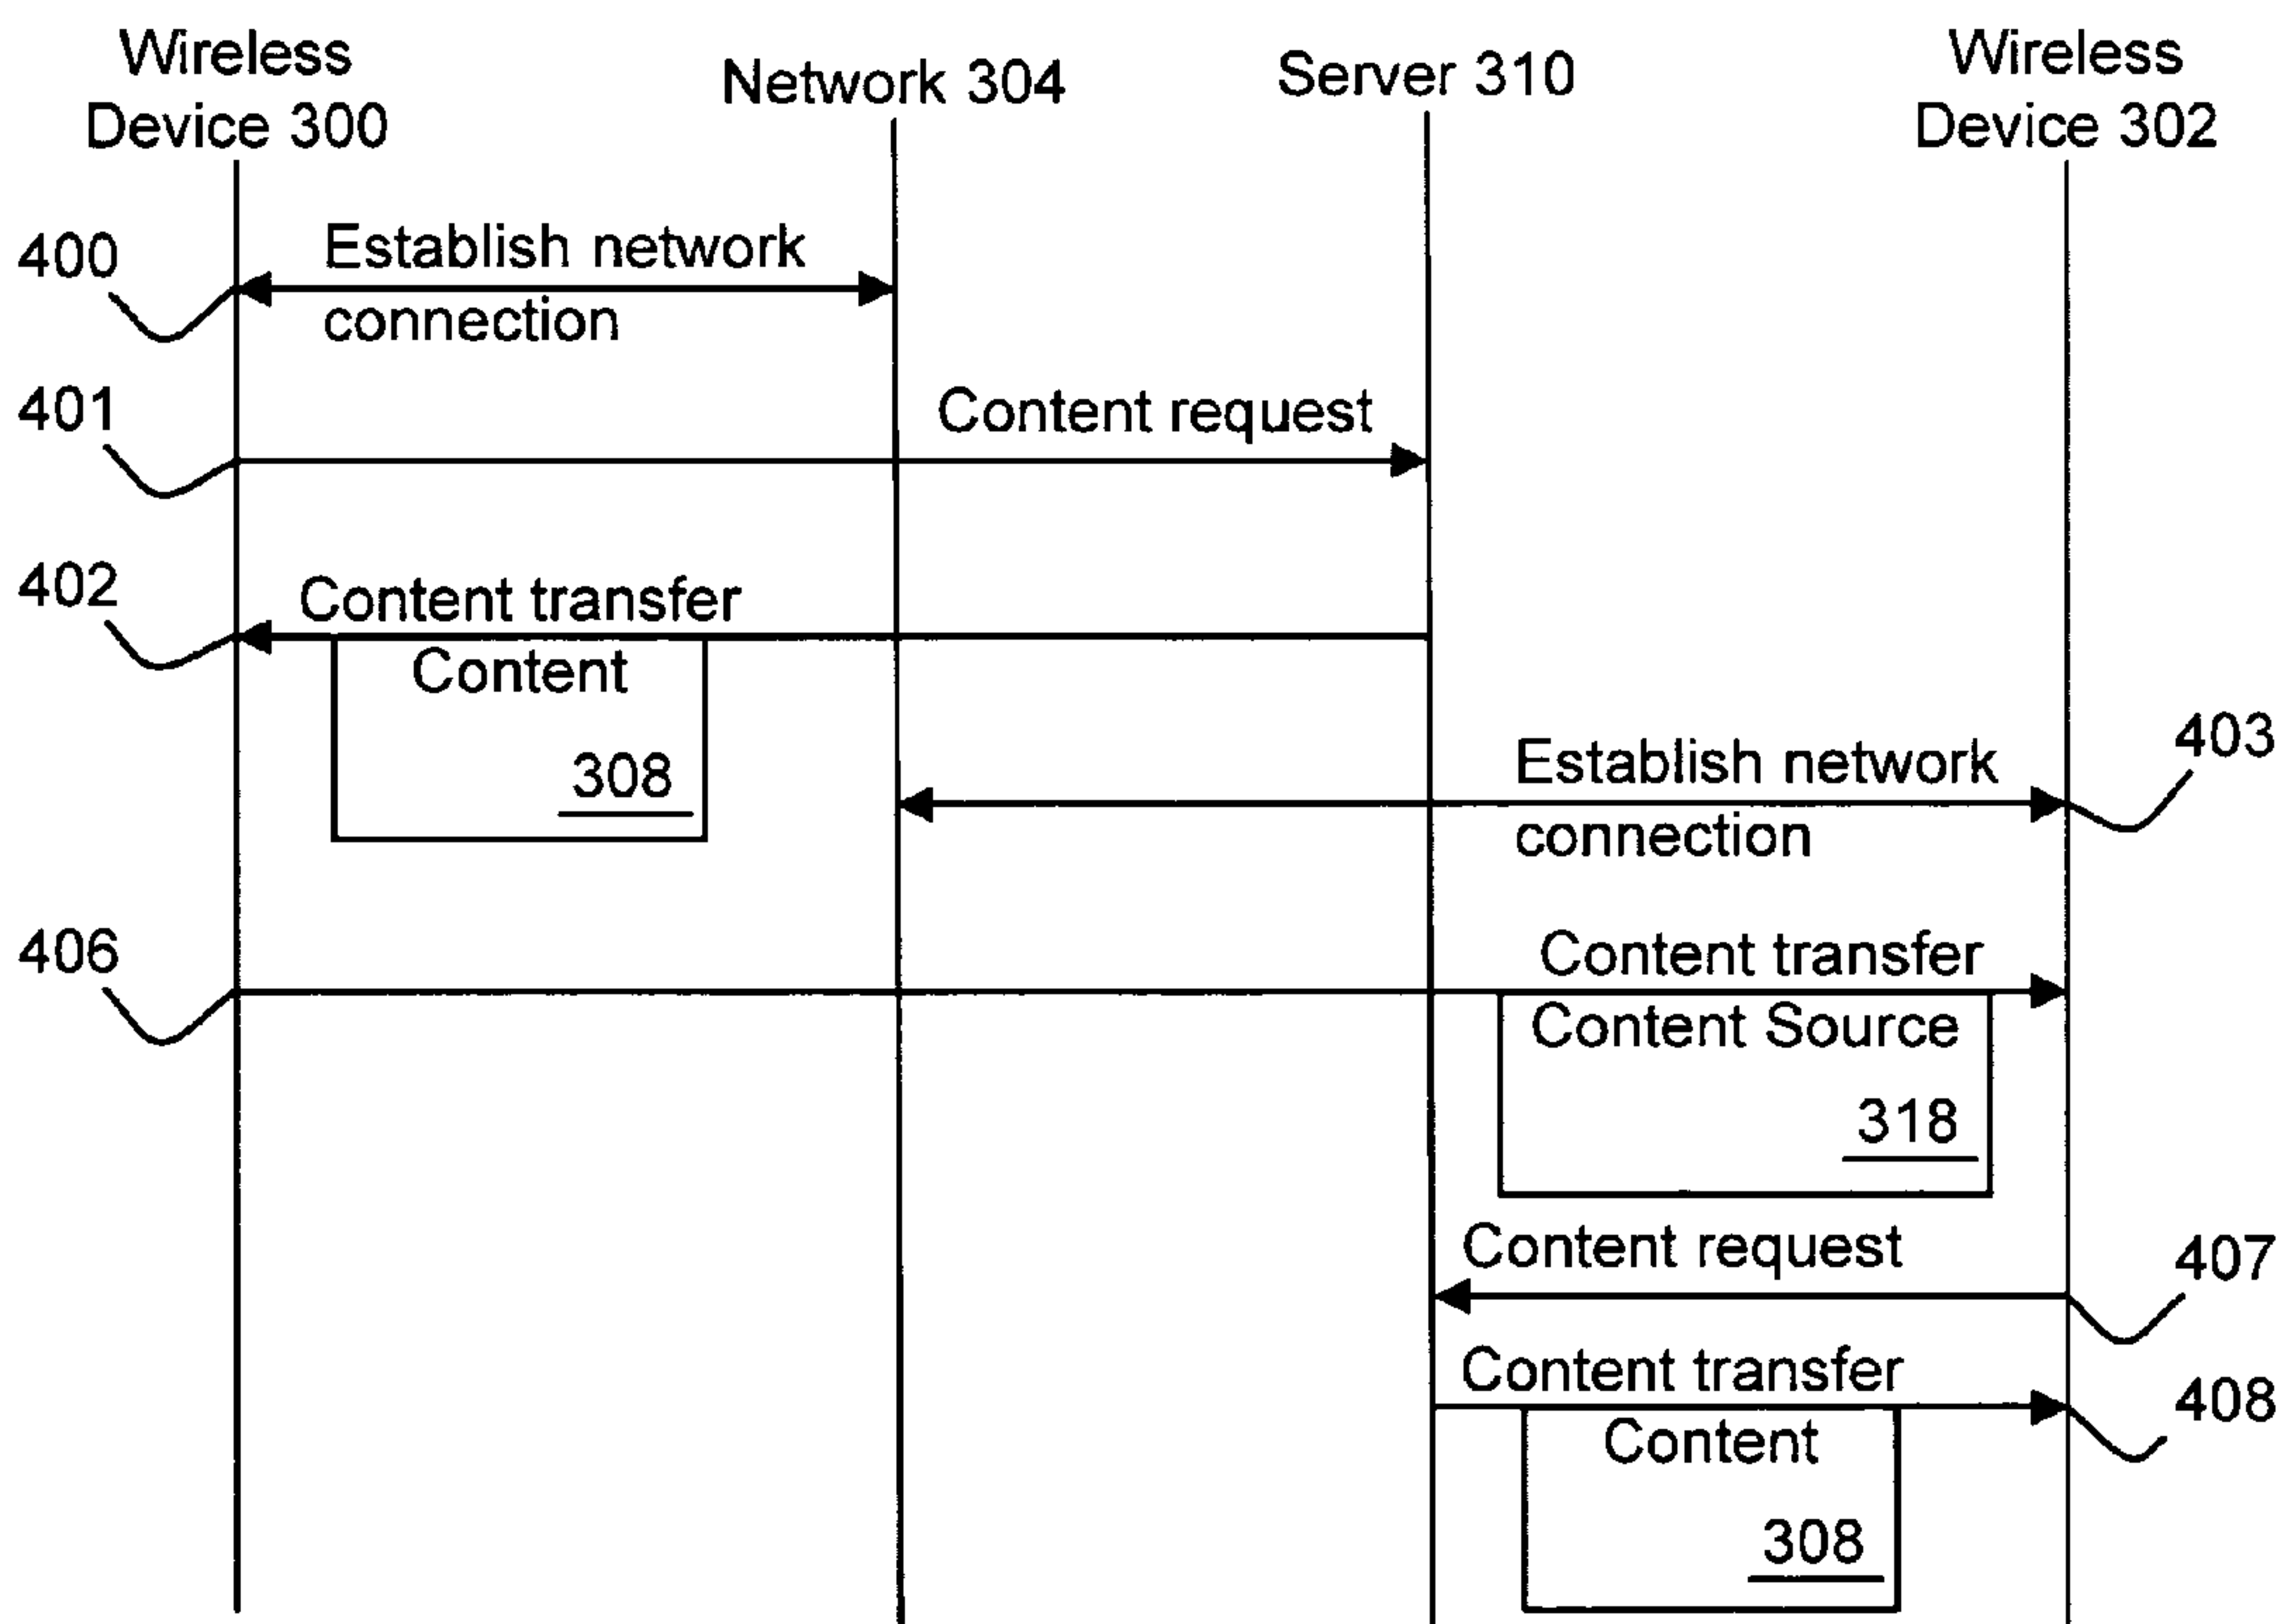 Wireless
Device 300
Network 304
Server 310
Wireless
Device 302
400
Establish network
connection
401
Content request
402
Content transfer
Content
308
403
Establish network
connection
406
Content transfer
Content Source
318
Content request
407
Content transfer
408
Content
308